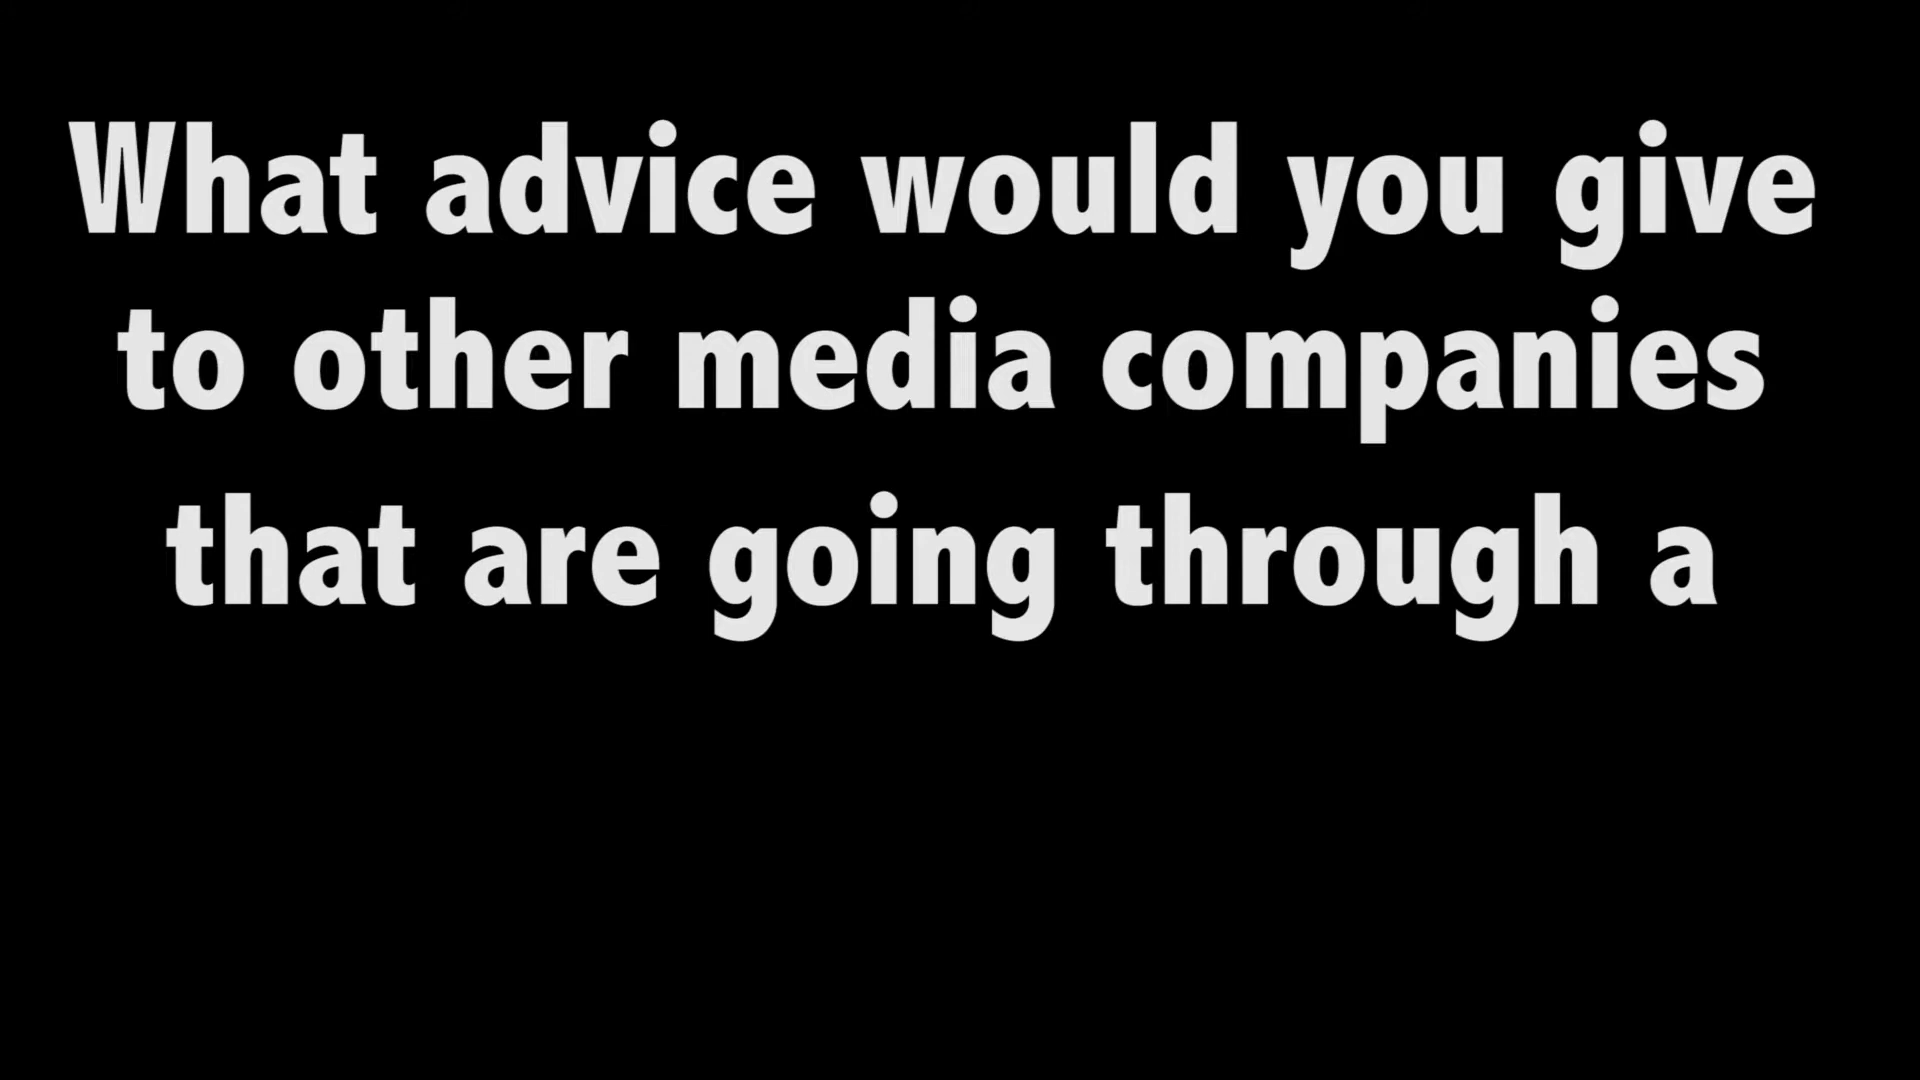 What advice would you give
to other media companies
that are going through a